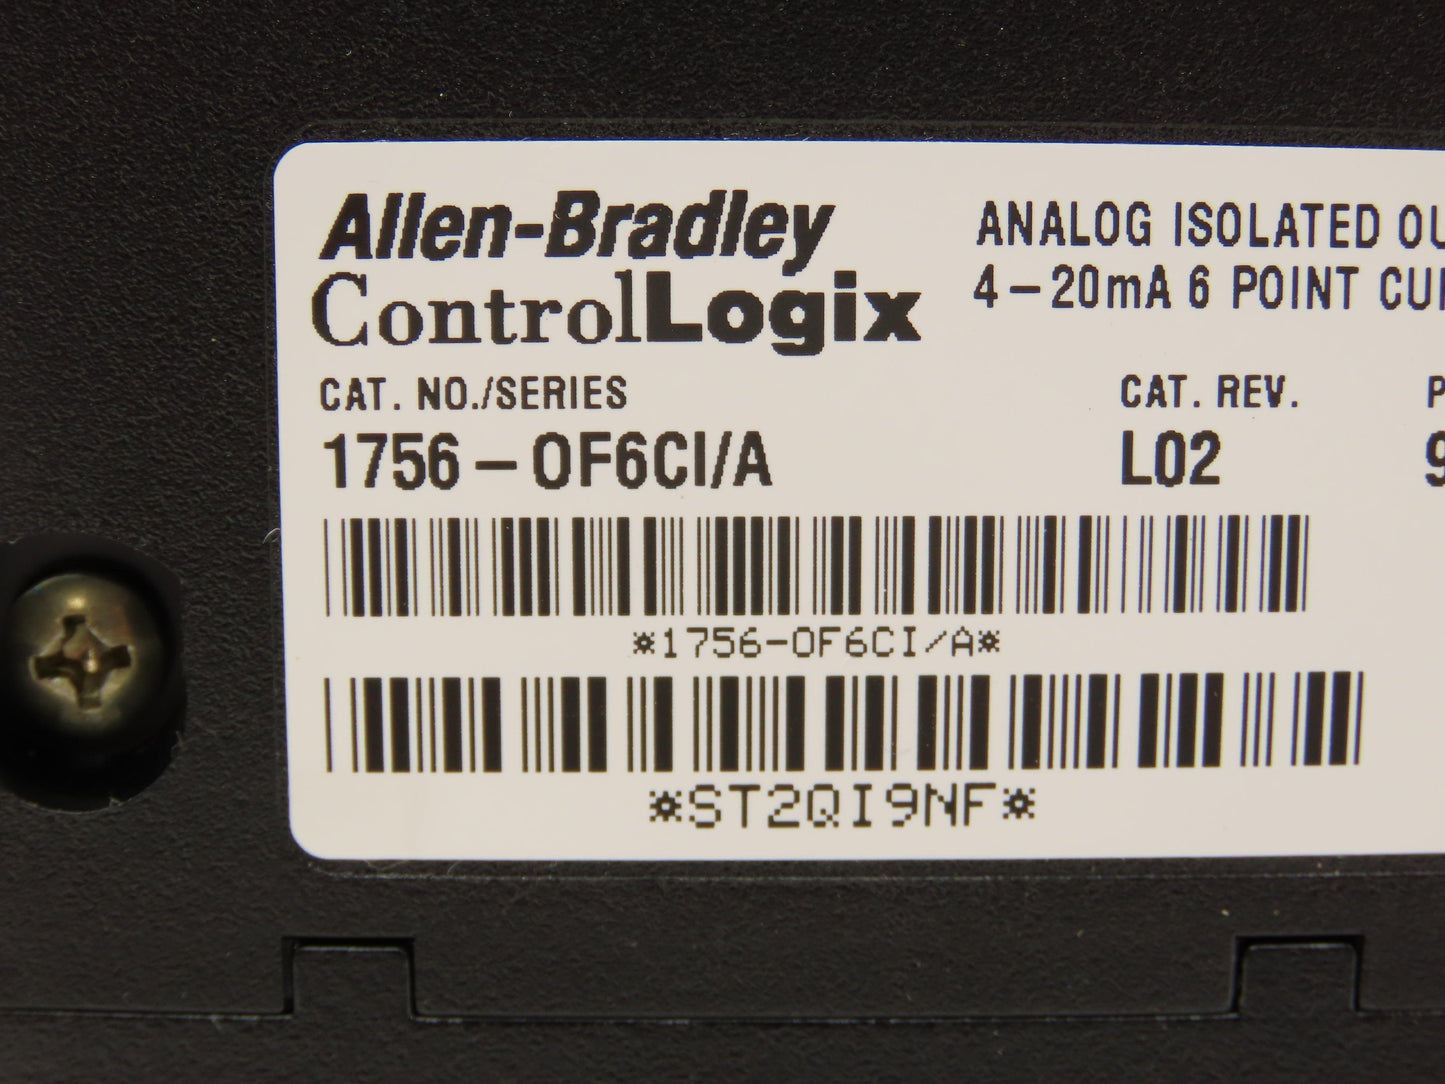 Allen-Bradley
ControlLogix
ANALOG ISOLATED OU
4-20mA 6 POINT CU
CAT. NO./SERIES
1756-OF6CI/A
CAT. REV.
L02
P
9
*1756-OF6CI/A*
*ST2QI9NF*